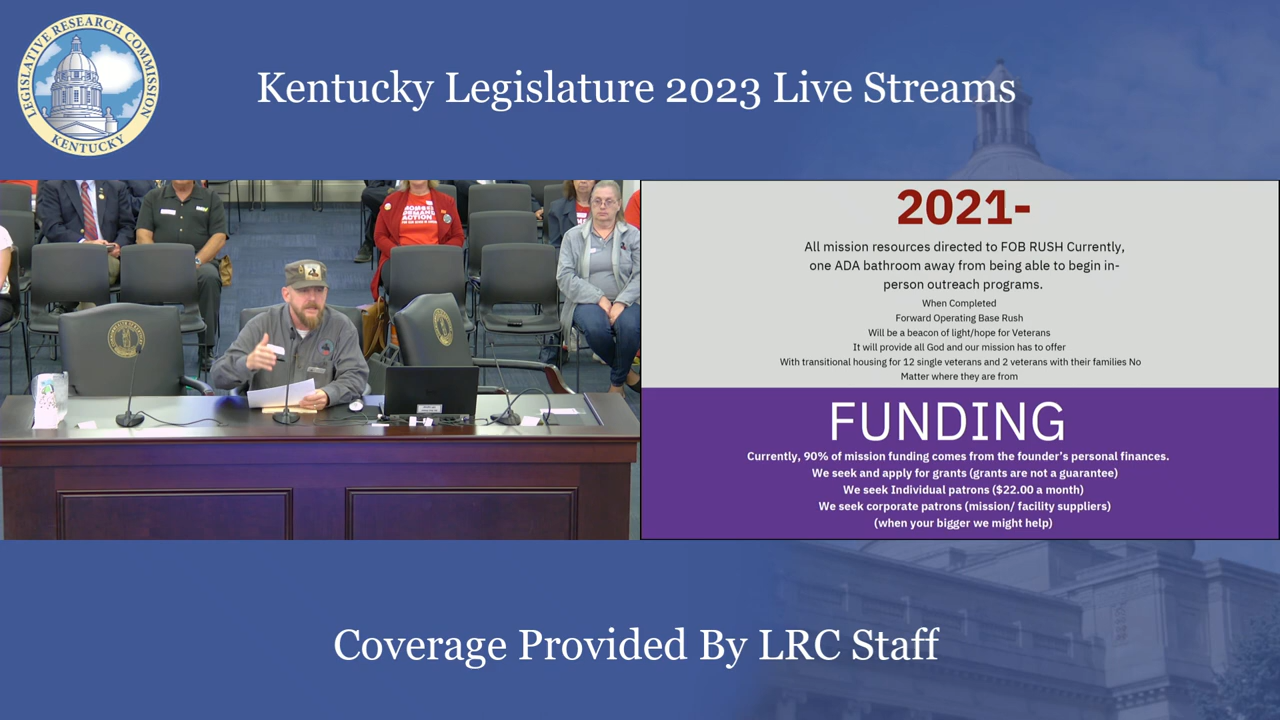 LEGISLATIVE RESEARCH COMMISSION
KENTUCKY
Kentucky Legislature 2023 Live Streams
MOMS
DEMAND
ACTION
2021-
All mission resources directed to FOB RUSH Currently,
one ADA bathroom away from being able to begin in-
person outreach programs.
When Completed
Forward Operating Base Rush
Will be a beacon of light/hope for Veterans
It will provide all God and our mission has to offer
With transitional housing for 12 single veterans and 2 veterans with their families No
Matter where they are from
FUNDING
Currently, 90% of mission funding comes from the founder's personal finances.
We seek and apply for grants (grants are not a guarantee)
We seek Individual patrons ($22.00 a month)
We seek corporate patrons (mission/ facility suppliers)
(when your bigger we might help)
Coverage Provided By LRC Staff